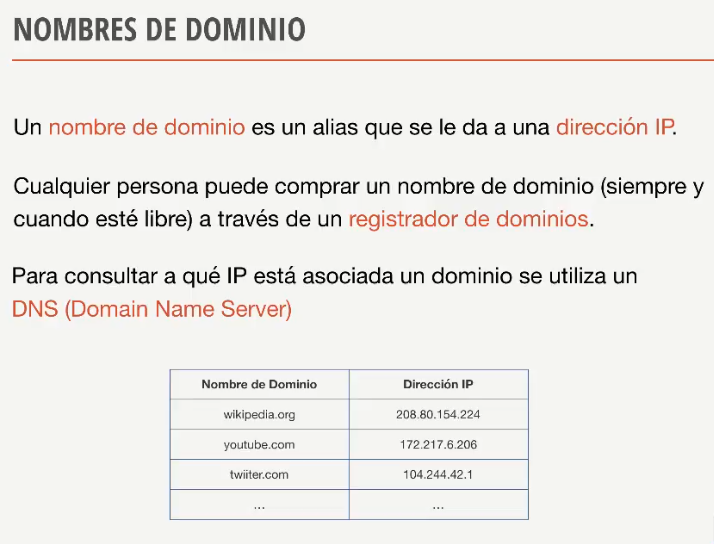 NOMBRES DE DOMINIO
Un nombre de dominio es un alias que se le da a una dirección IP.
Cualquier persona puede comprar un nombre de dominio (siempre y
cuando esté libre) a través de un registrador de dominios.
Para consultar a qué IP está asociada un dominio se utiliza un
DNS (Domain Name Server)
Nombre de Dominio Dirección IP
wikipedia.org 208.80.154.224
youtube.com 172.217.6.206
twiiter.com 104.244.42.1
... ...